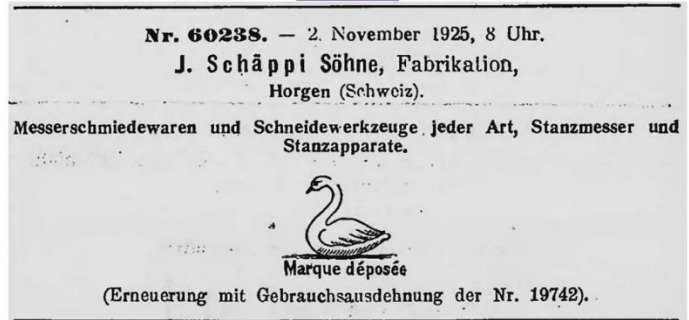 Nr. 60238. — 2. November 1925, 8 Uhr.
J. Schäppi Söhne, Fabrikation,
Horgen (Schweiz).
Messerschmiedewaren und Schneidewerkzeuge jeder Art, Stanzmesser und
Stanzapparate.
Marque déposée
(Erneuerung mit Gebrauchsausdehnung der Nr. 19742).